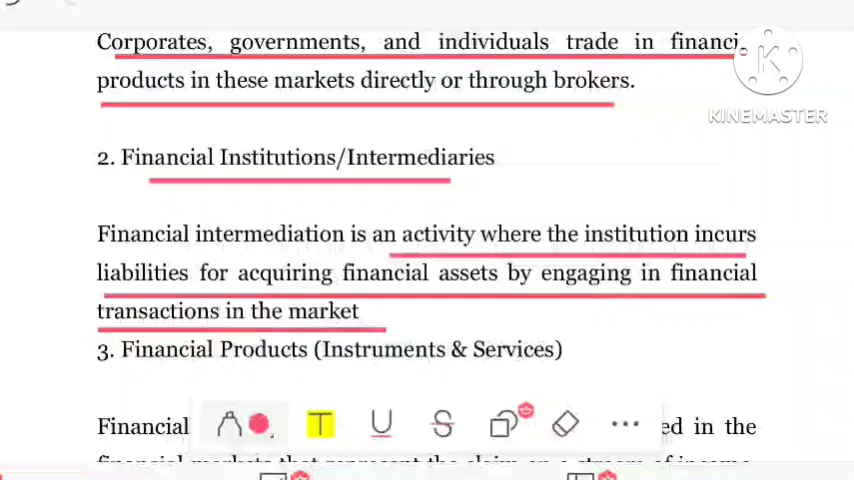 Corporates, governments, and individuals trade in
products in these markets directly or through brokers.
KINEMASTER
2. Financial Institutions/Intermediaries
Financial intermediation is an activity where the institution incurs
liabilities for acquiring financial assets by engaging in financial
transactions in the market
3. Financial Products (Instruments & Services)
Financial in the